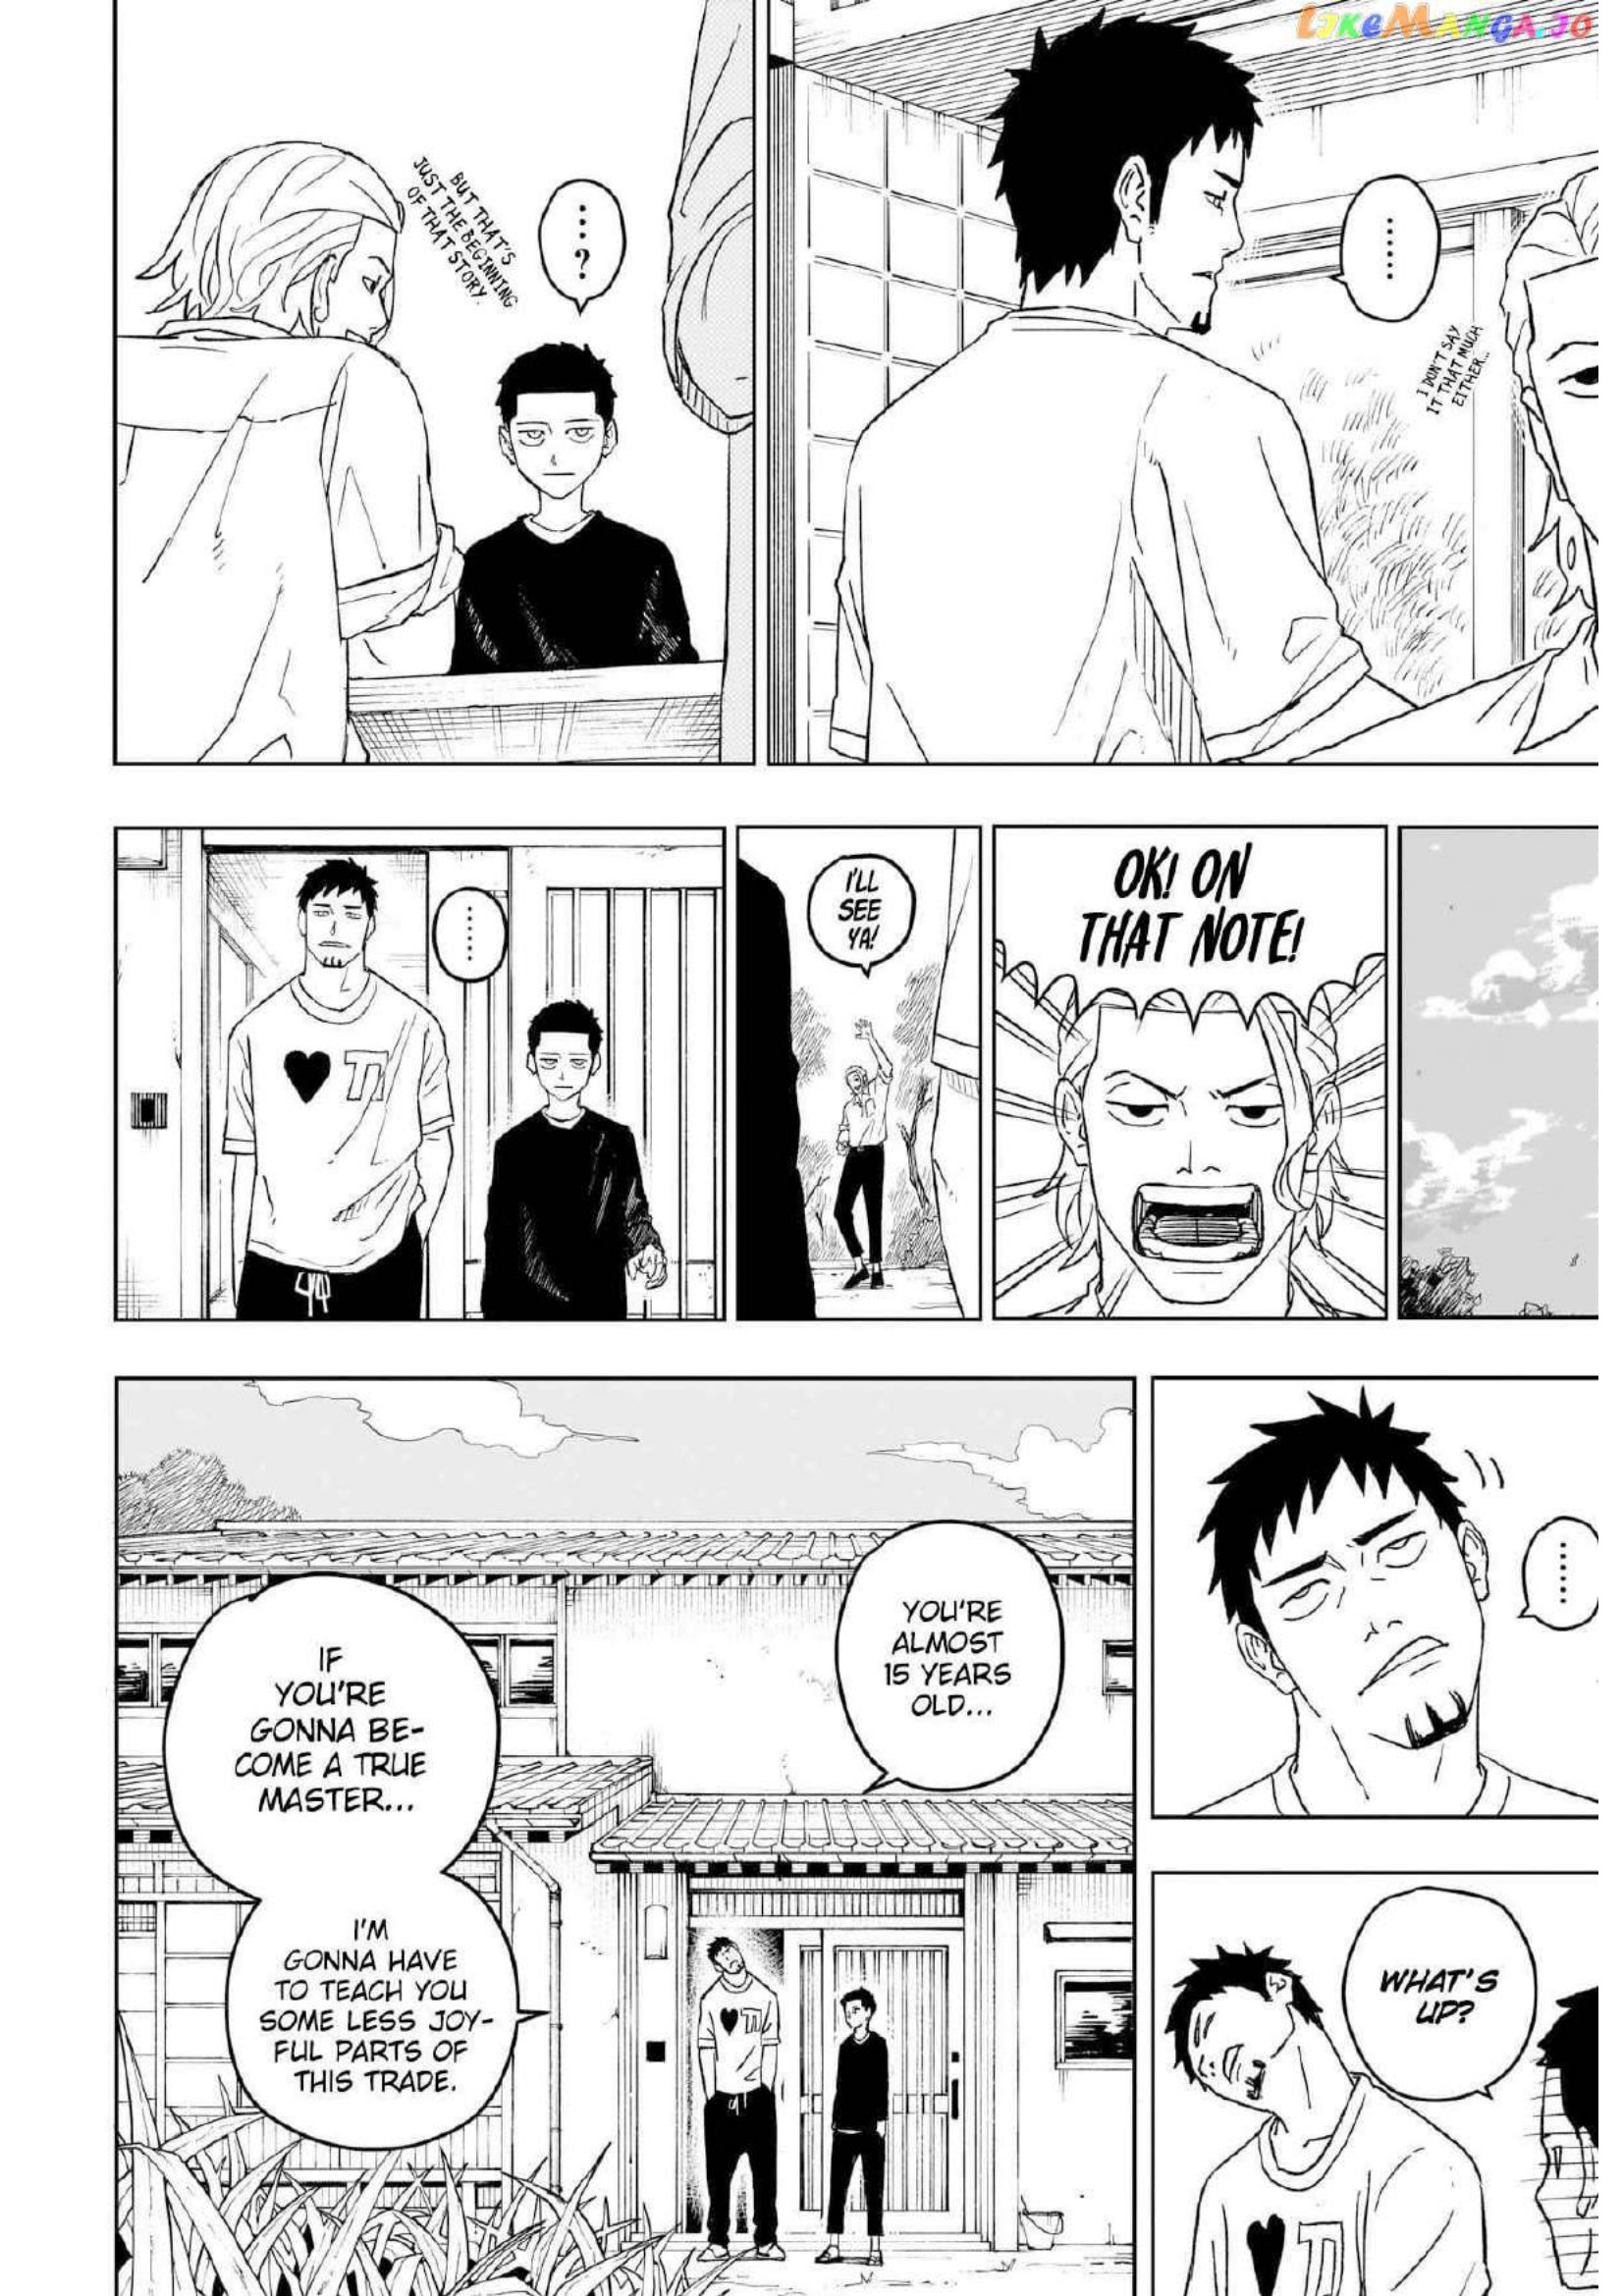 LIKEMANGA.IO
......
I DON'T SAY
IT THAT MUCH
EITHER...
...?
BUT THAT'S
JUST THE BEGINNING
OF THAT STORY.
OK! ON
THAT NOTE!
I'LL
SEE
YA!
......
......
WHAT'S
UP?
YOU'RE
ALMOST
15 YEARS
OLD...
IF
YOU'RE
GONNA BE-
COME A TRUE
MASTER...
I'M
GONNA HAVE
TO TEACH YOU
SOME LESS JOY-
FUL PARTS OF
THIS TRADE.